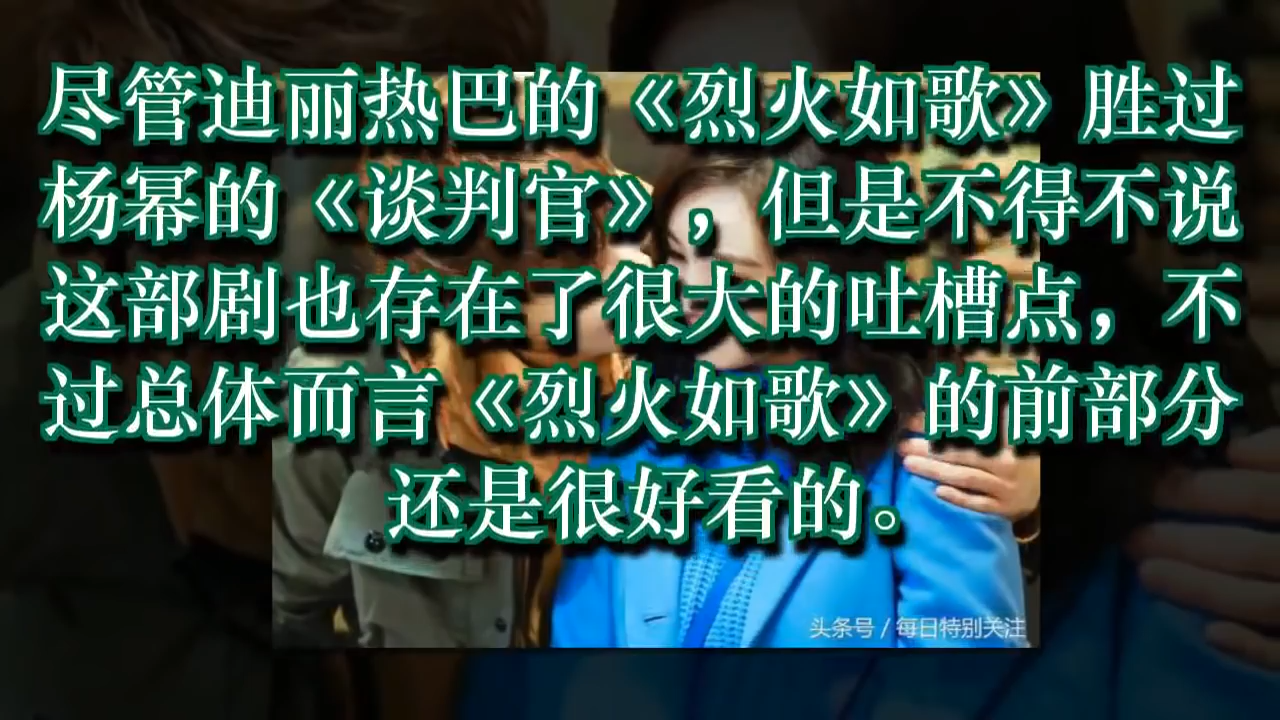 尽管迪丽热巴的《烈火如歌》胜过
杨幂的《谈判官》，但是不得不说
这部剧也存在了很大的吐槽点，不
过总体而言《烈火如歌》的前部分
还是很好看的。
头条号 / 每日特别关注